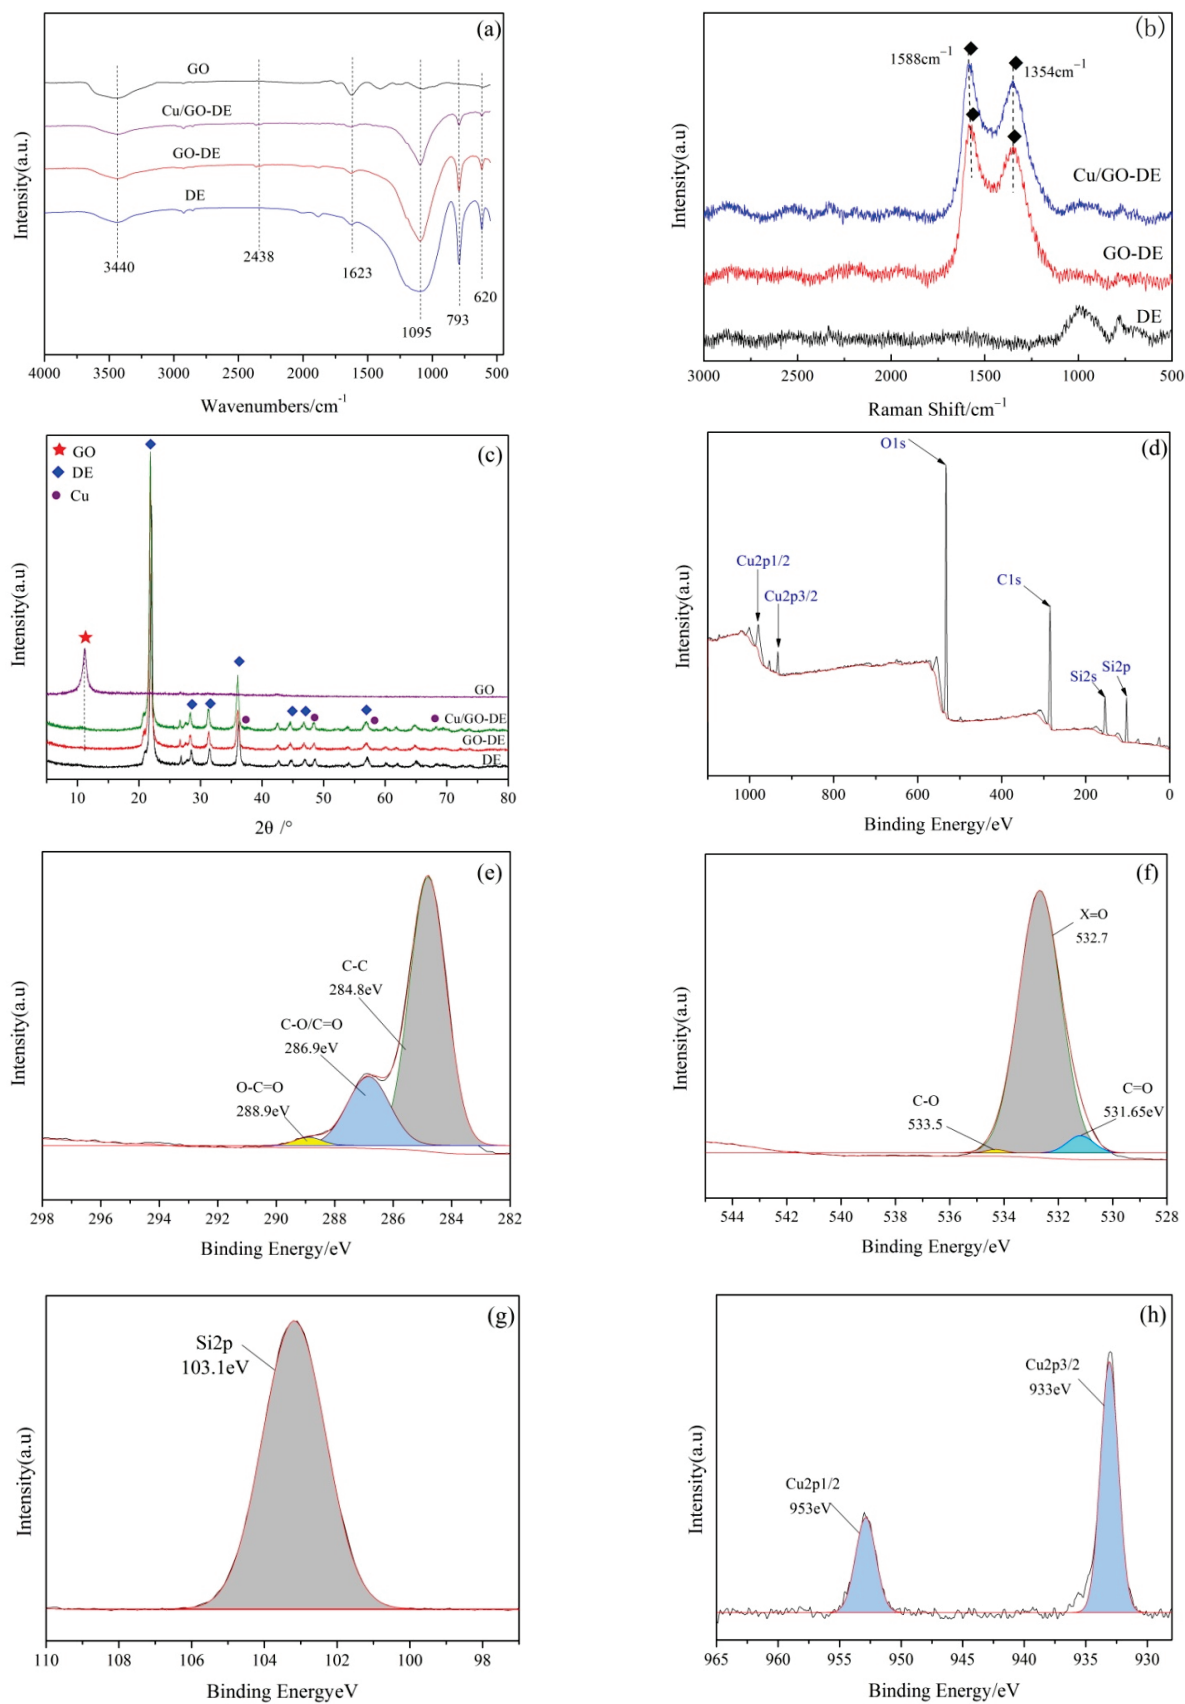 (a)
GO
Cu/GO-DE
GO-DE
DE
3440
2438
1623
1095
793
620
Intensity(a.u.)
4000 3500 3000 2500 2000 1500 1000 500
Wavenumbers/cm⁻¹
(b)
1588cm⁻¹
1354cm⁻¹
Cu/GO-DE
GO-DE
DE
Intensity(a.u.)
3000 2500 2000 1500 1000 500
Raman Shift/cm⁻¹
(c)
GO
DE
Cu
GO
Cu/GO-DE
GO-DE
DE
Intensity(a.u)
10 20 30 40 50 60 70 80
2θ /°
(d)
O1s
Cu2p1/2
Cu2p3/2
C1s
Si2s
Si2p
Intensity(a.u)
1000 800 600 400 200 0
Binding Energy/eV
(e)
C-C
284.8eV
C-O/C=O
286.9eV
O-C=O
288.9eV
Intensity(a.u)
298 296 294 292 290 288 286 284 282
Binding Energy/eV
(f)
X=O
532.7
C-O
533.5
C=O
531.65eV
Intensity(a.u)
544 542 540 538 536 534 532 530 528
Binding Energy/eV
(g)
Si2p
103.1eV
Intensity(a.u)
110 108 106 104 102 100 98
Binding EnergyeV
(h)
Cu2p3/2
933eV
Cu2p1/2
953eV
Intensity(a.u)
965 960 955 950 945 940 935 930
Binding Energy/eV